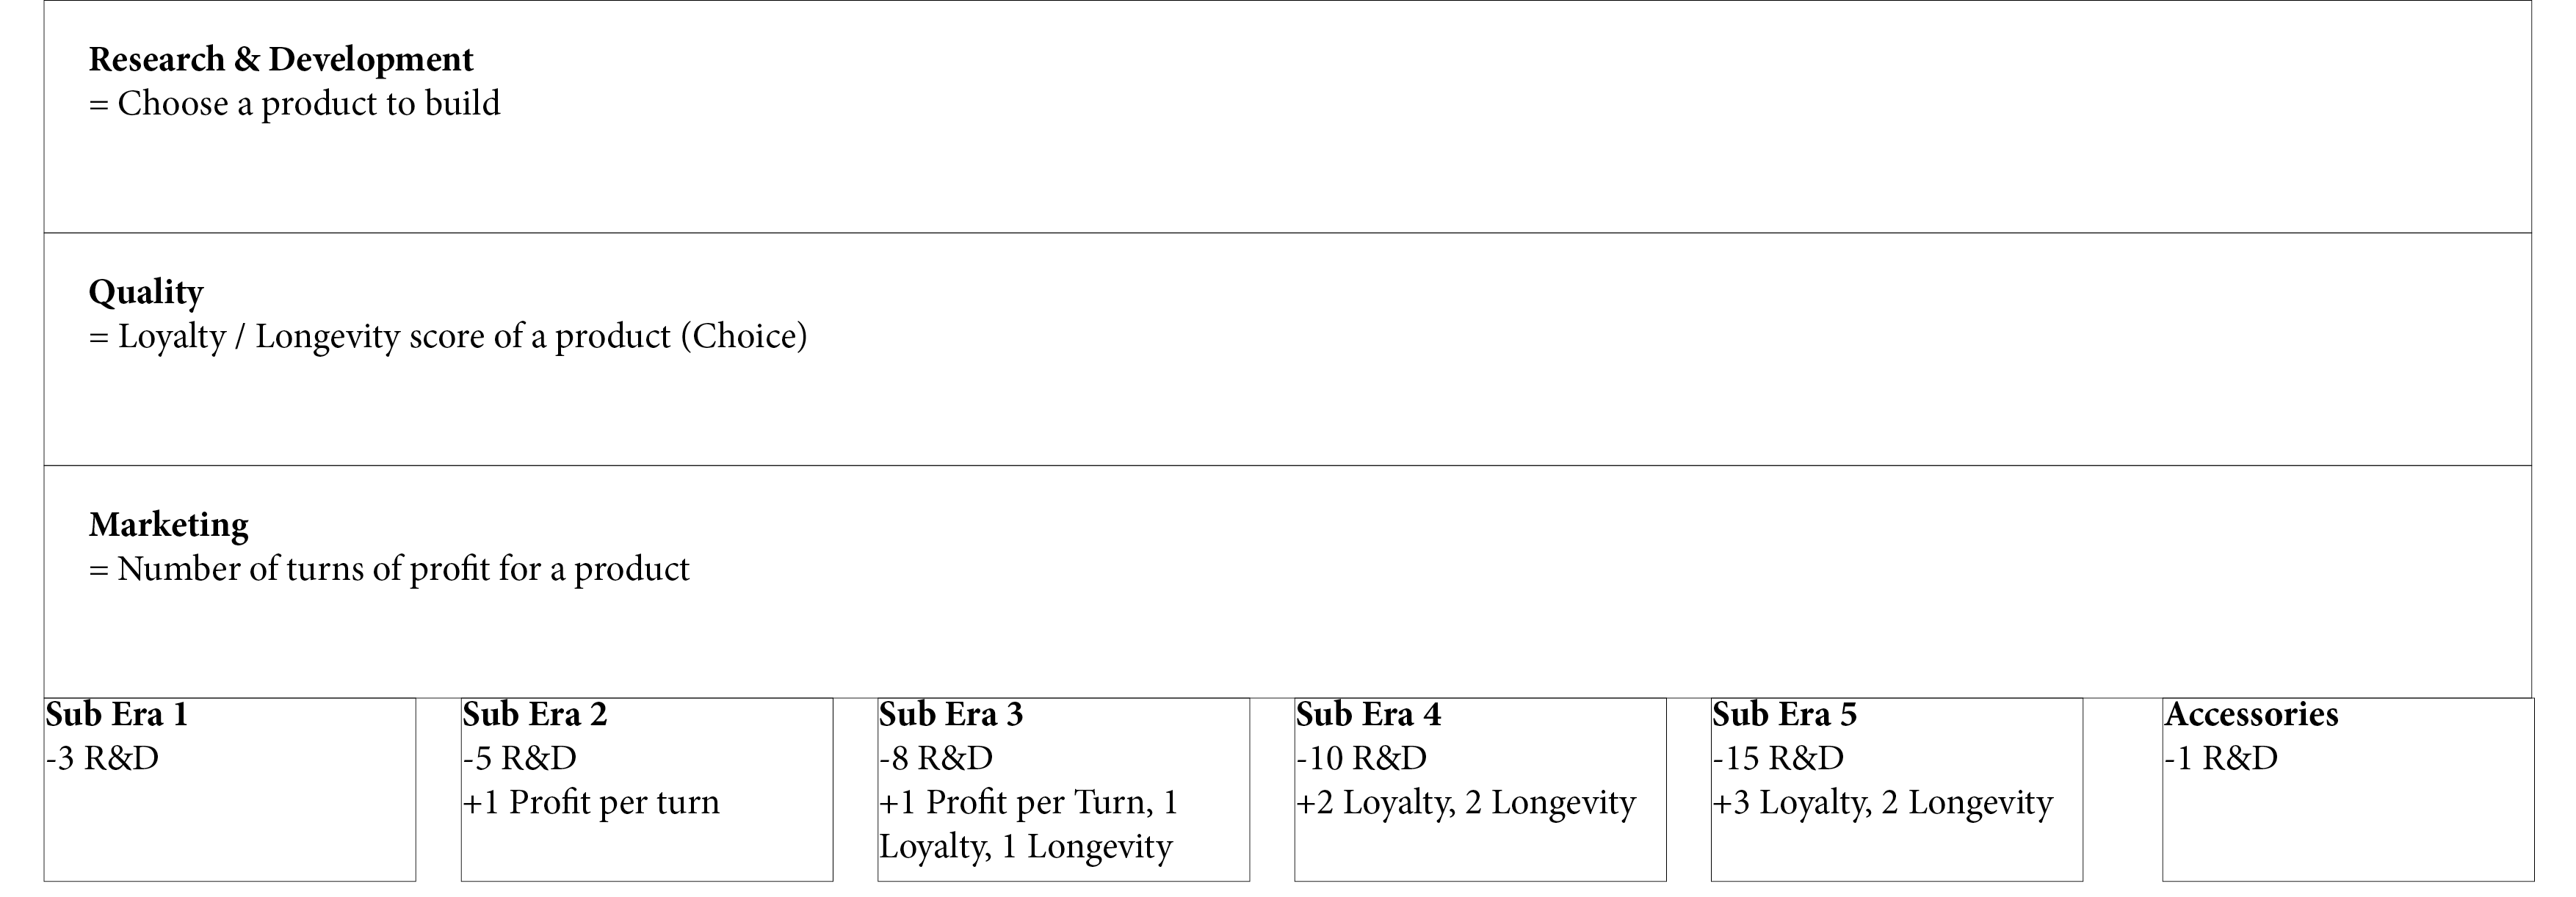 Research & Development
= Choose a product to build
Quality
= Loyalty / Longevity score of a product (Choice)
Marketing
= Number of turns of profit for a product
Sub Era 1
-3 R&D
Sub Era 2
-5 R&D
+1 Profit per turn
Sub Era 3
-8 R&D
+1 Profit per Turn, 1
Loyalty, 1 Longevity
Sub Era 4
-10 R&D
+2 Loyalty, 2 Longevity
Sub Era 5
-15 R&D
+3 Loyalty, 2 Longevity
Accessories
-1 R&D